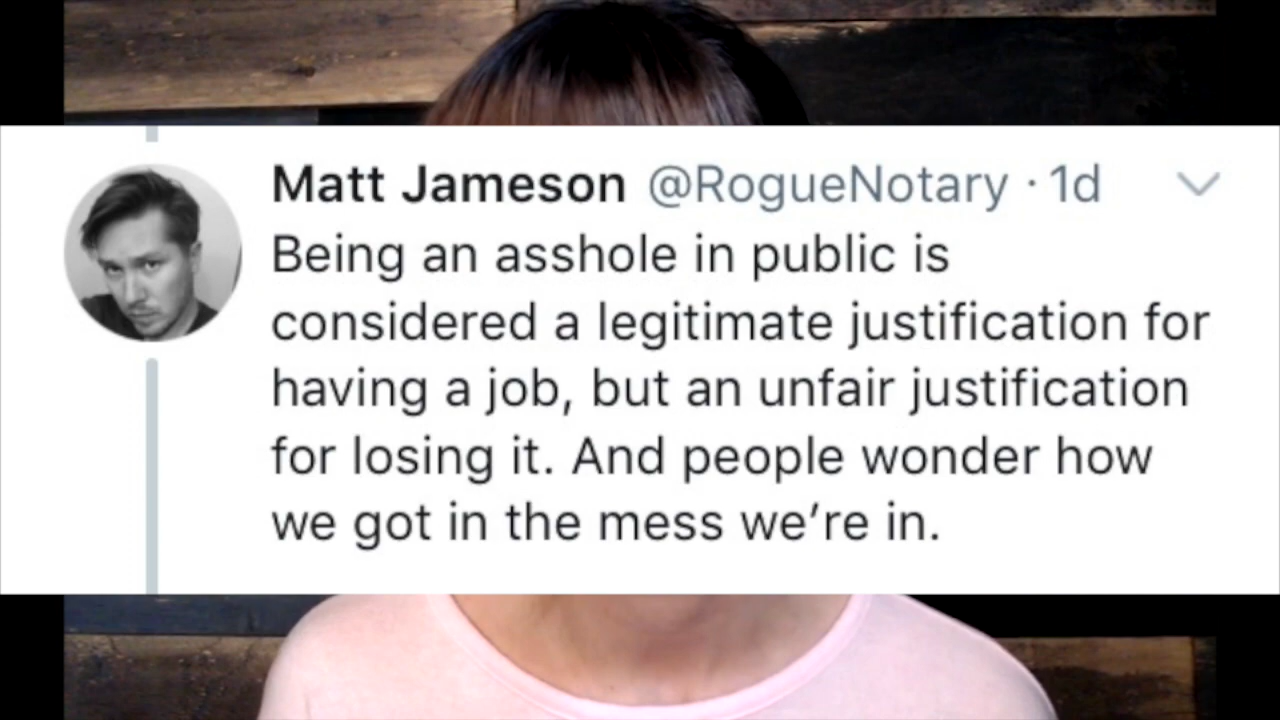 Matt Jameson @RogueNotary · 1d
Being an asshole in public is
considered a legitimate justification for
having a job, but an unfair justification
for losing it. And people wonder how
we got in the mess we’re in.